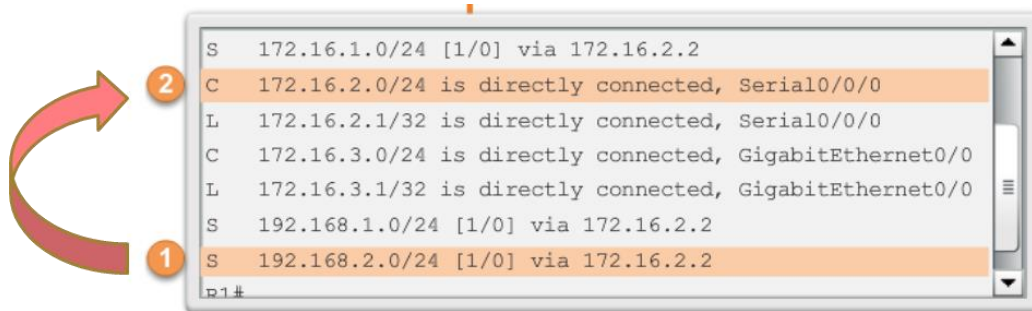 S 172.16.1.0/24 [1/0] via 172.16.2.2
2 C 172.16.2.0/24 is directly connected, Serial0/0/0
L 172.16.2.1/32 is directly connected, Serial0/0/0
C 172.16.3.0/24 is directly connected, GigabitEthernet0/0
L 172.16.3.1/32 is directly connected, GigabitEthernet0/0
S 192.168.1.0/24 [1/0] via 172.16.2.2
1 S 192.168.2.0/24 [1/0] via 172.16.2.2
R1#